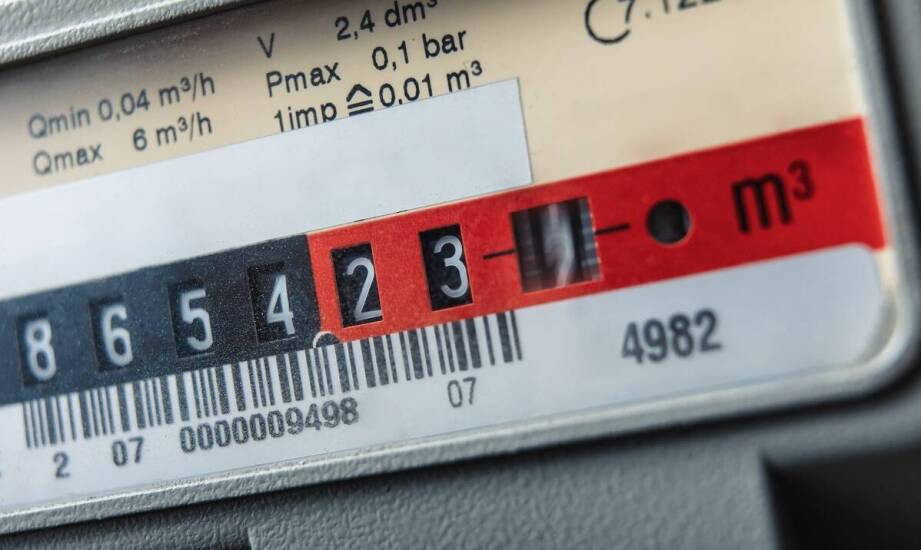 V 2,4 dm³
Qmin 0,04 m³/h Pmax 0,1 bar
Qmax 6 m³/h 1imp ≙ 0,01 m³
8 6 5 4 2 3 m³
4982
2 07 0000009498 07